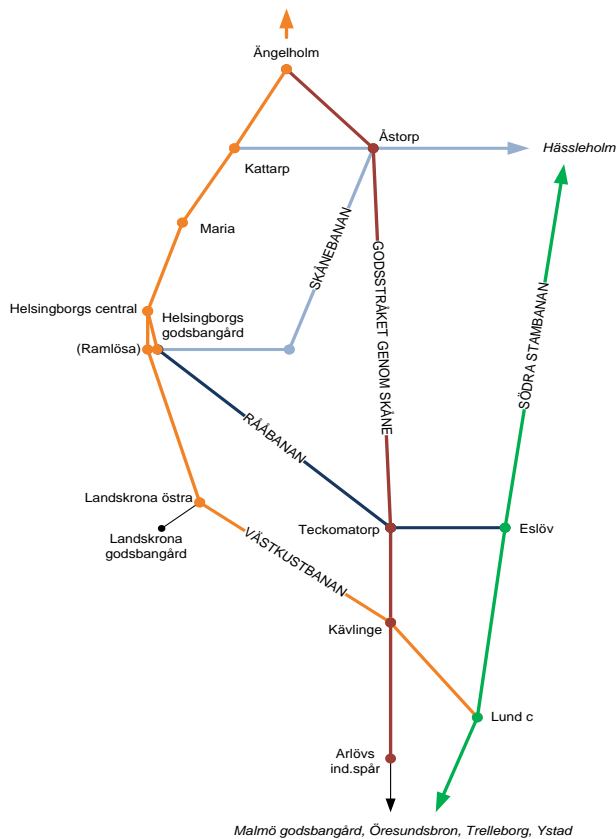 Ängelholm
Åstorp
Hässleholm
Kattarp
Maria
SKÅNEBANAN
GODSSTRÅKET GENOM SKÅNE
SÖDRA STAMBANAN
Helsingborgs central
Helsingborgs
godsbangård
(Ramlösa)
RÅÅBANAN
Landskrona östra
Landskrona
godsbangård
VÄSTKUSTBANAN
Teckomatorp
Eslöv
Kävlinge
Lund c
Arlövs
ind.spår
Malmö godsbangård, Öresundsbron, Trelleborg, Ystad